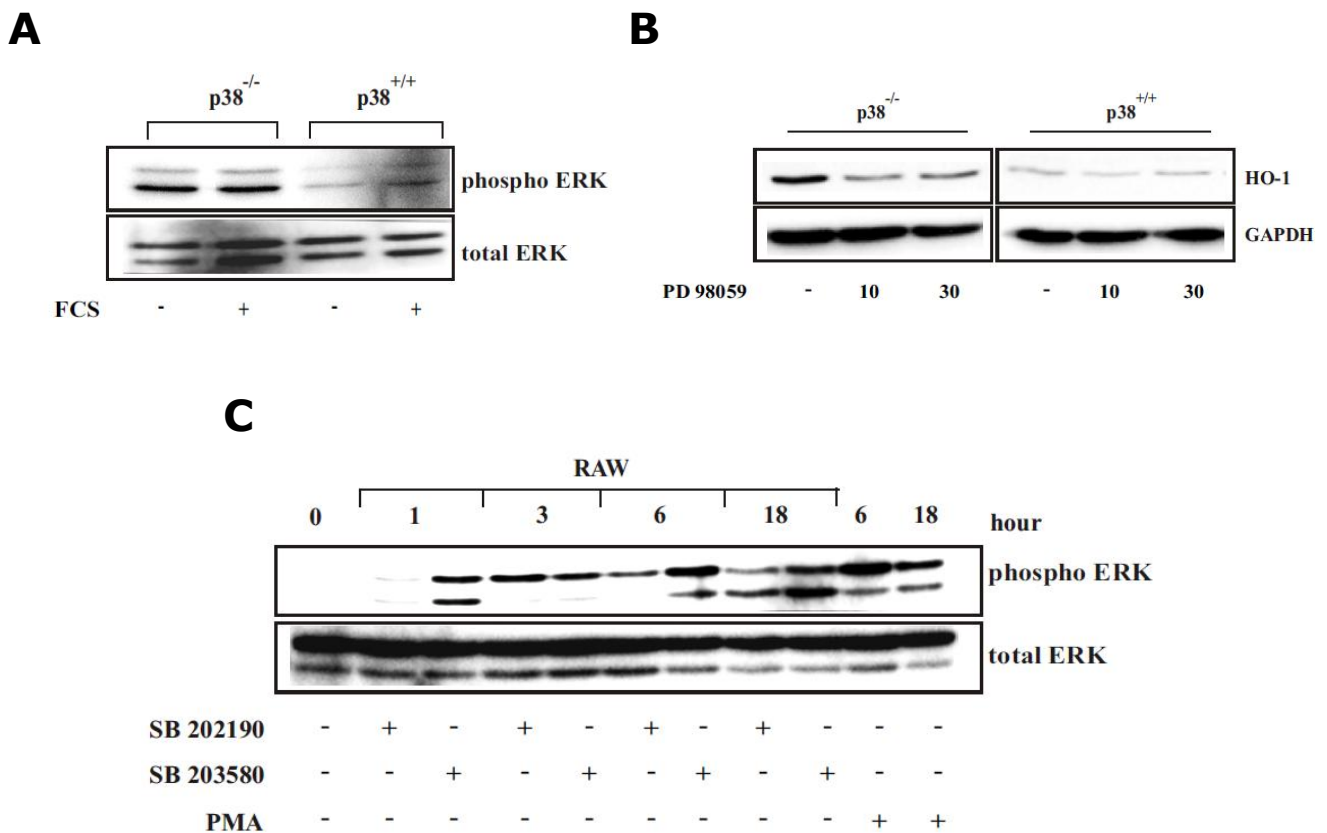 A
B
p38-/- p38+/+
phospho ERK
total ERK
FCS - + - +
p38-/- p38+/+
HO-1
GAPDH
PD 98059 - 10 30 - 10 30
C
RAW
0 1 3 6 18 6 18 hour
phospho ERK
total ERK
SB 202190 - + - + - + - + - - -
SB 203580 - - + - + - + - + - -
PMA - - - - - - - - - + +